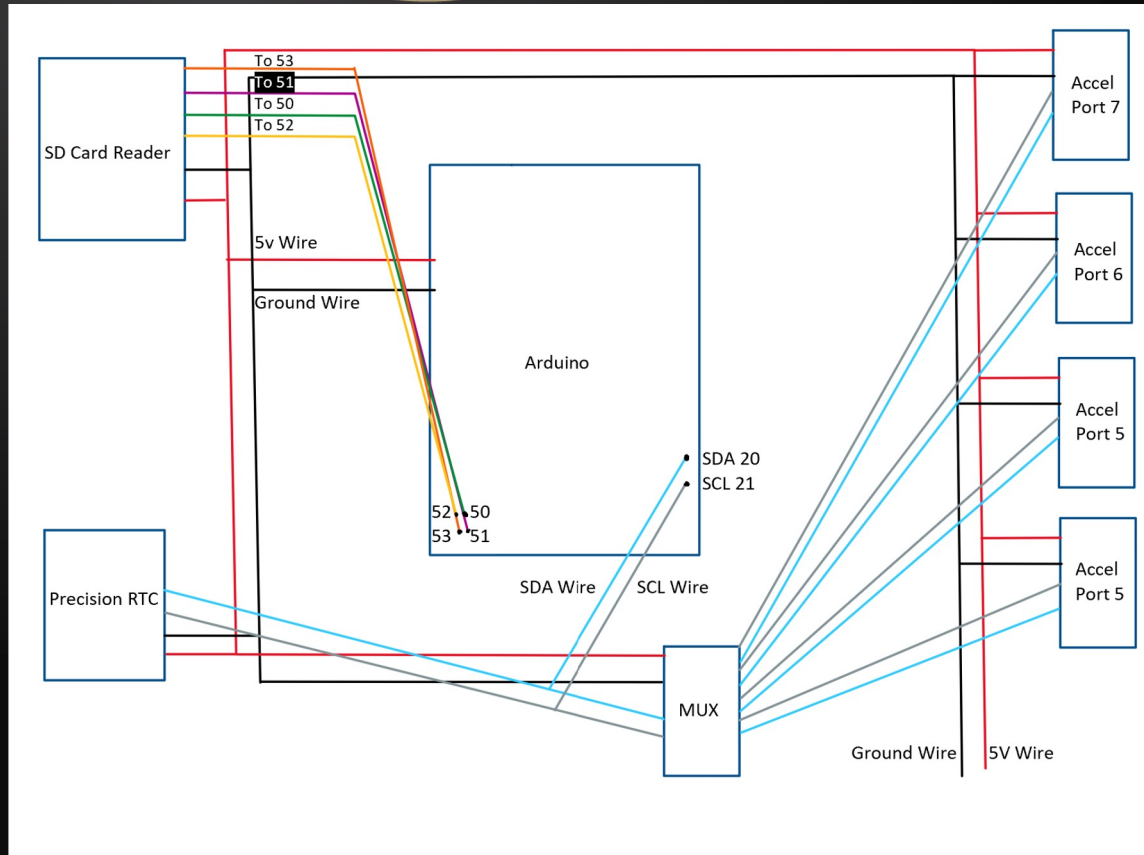 To 53
To 51
To 50
To 52
SD Card Reader
5v Wire
Ground Wire
Arduino
Accel
Port 7
Accel
Port 6
Accel
Port 5
Accel
Port 5
SDA 20
SCL 21
52 50
53 51
SDA Wire SCL Wire
Precision RTC
MUX
Ground Wire 5V Wire